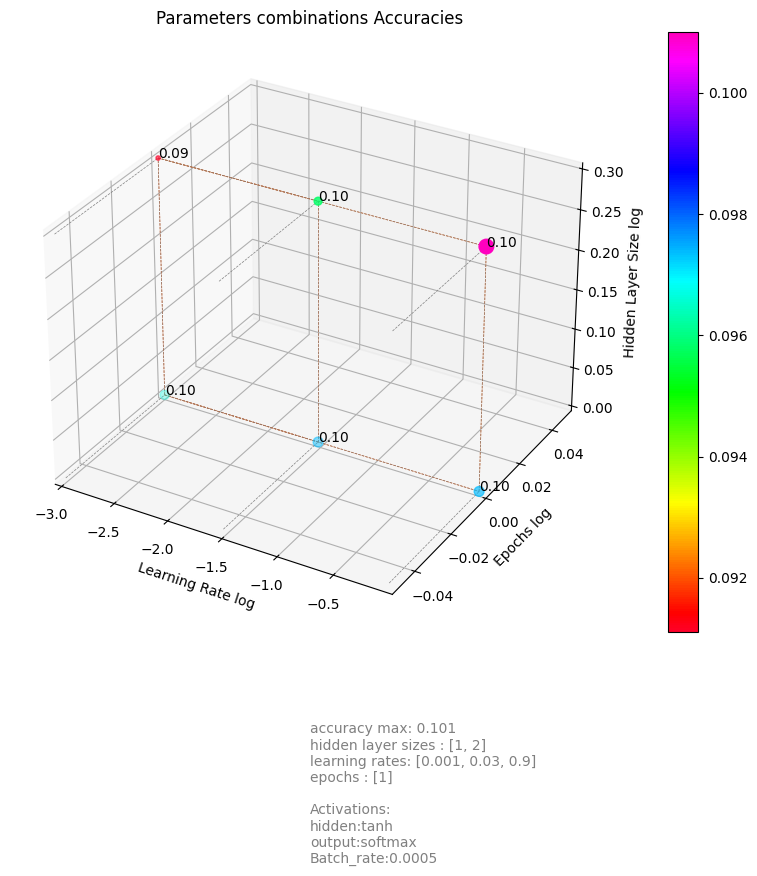 Parameters combinations Accuracies
0.09
0.10
0.10
0.10
0.10
0.10
0.30
0.25
0.20
0.15
0.10
0.05
0.00
Hidden Layer Size log
0.04
0.02
0.00
−0.02
−0.04
Epochs log
−3.0
−2.5
−2.0
−1.5
−1.0
−0.5
Learning Rate log
0.100
0.098
0.096
0.094
0.092
accuracy max: 0.101
hidden layer sizes : [1, 2]
learning rates: [0.001, 0.03, 0.9]
epochs : [1]
Activations:
hidden:tanh
output:softmax
Batch_rate:0.0005